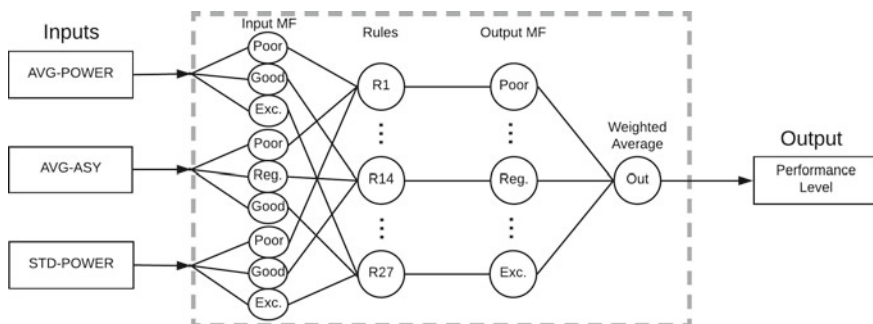 Inputs
Input MF
Rules
Output MF
AVG-POWER
Poor
Good
Exc.
R1
Poor
AVG-ASY
Poor
Reg.
Good
R14
Reg.
Weighted
Average
Out
Output
Performance
Level
STD-POWER
Poor
Good
Exc.
R27
Exc.